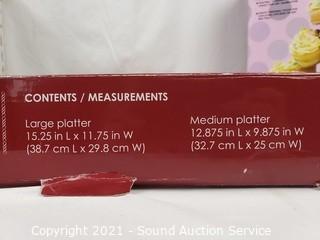 CONTENTS / MEASUREMENTS
Large platter
15.25 in L x 11.75 in W
(38.7 cm L x 29.8 cm W)
Medium platter
12.875 in L x 9.875 in W
(32.7 cm L x 25 cm W)
Copyright 2021 - Sound Auction Service